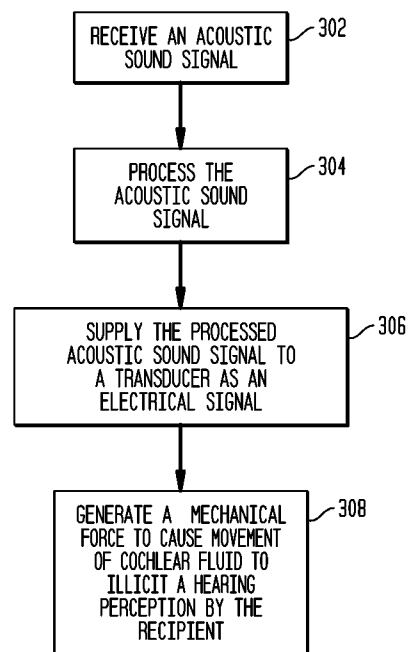 RECEIVE AN ACOUSTIC
SOUND SIGNAL
302
PROCESS THE
ACOUSTIC SOUND
SIGNAL
304
SUPPLY THE PROCESSED
ACOUSTIC SOUND SIGNAL TO
A TRANSDUCER AS AN
ELECTRICAL SIGNAL
306
GENERATE A MECHANICAL
FORCE TO CAUSE MOVEMENT
OF COCHLEAR FLUID TO
ILLICIT A HEARING
PERCEPTION BY THE
RECIPIENT
308